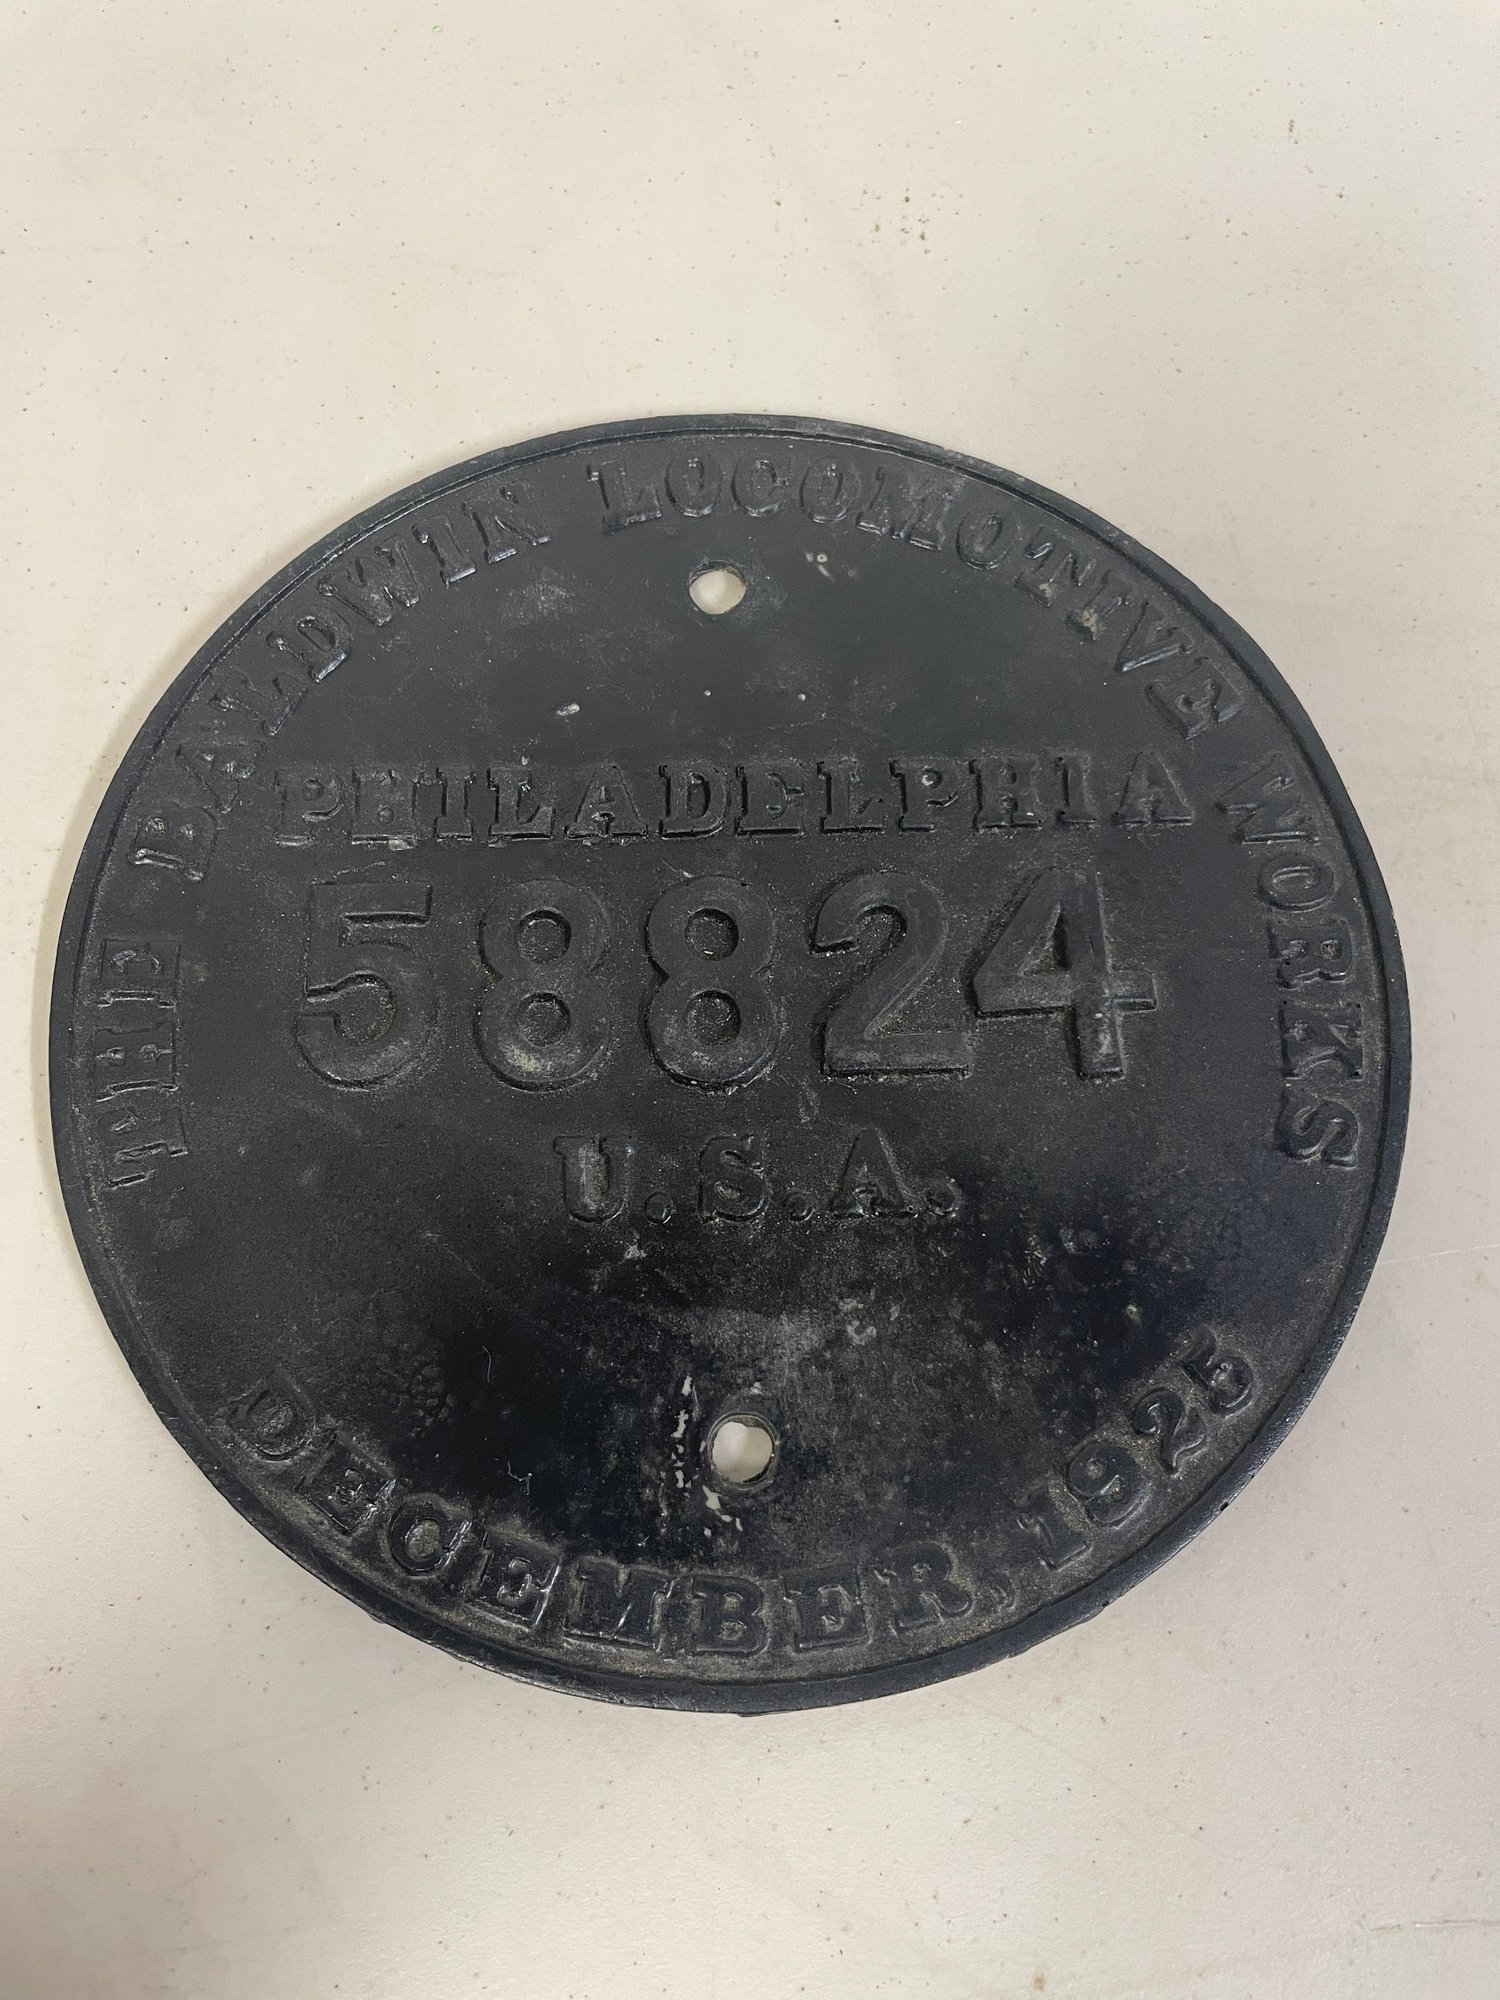 THE BALDWIN LOCOMOTIVE WORKS
PHILADELPHIA
58824
U.S.A.
DECEMBER, 1925